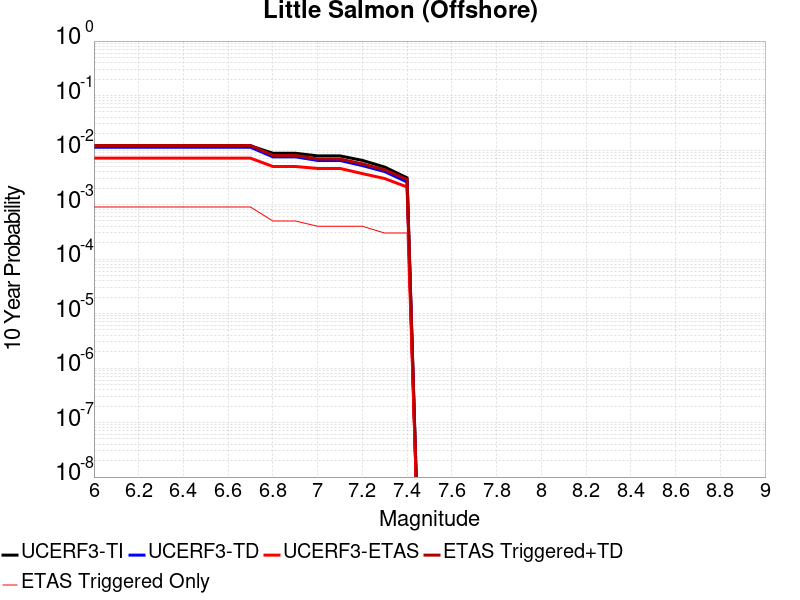 Little Salmon (Offshore)
10^0
10^-1
10^-2
10^-3
10^-4
10^-5
10^-6
10^-7
10^-8
10 Year Probability
6 6.2 6.4 6.6 6.8 7 7.2 7.4 7.6 7.8 8 8.2 8.4 8.6 8.8 9
Magnitude
UCERF3-TI UCERF3-TD UCERF3-ETAS ETAS Triggered+TD
ETAS Triggered Only